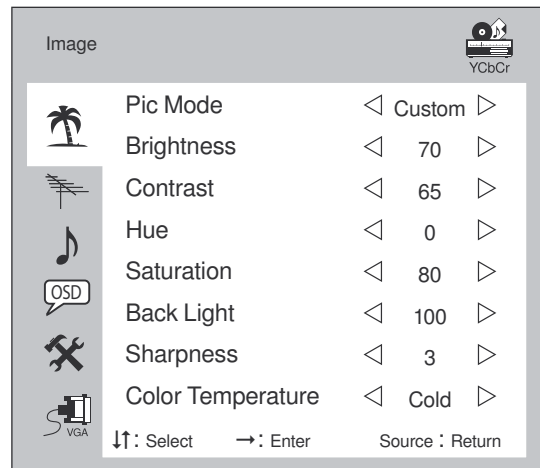 Image
YCbCr
Pic Mode ◁ Custom ▷
Brightness ◁ 70 ▷
Contrast ◁ 65 ▷
Hue ◁ 0 ▷
Saturation ◁ 80 ▷
OSD
Back Light ◁ 100 ▷
Sharpness ◁ 3 ▷
Color Temperature ◁ Cold ▷
VGA
↓↑: Select →: Enter Source : Return